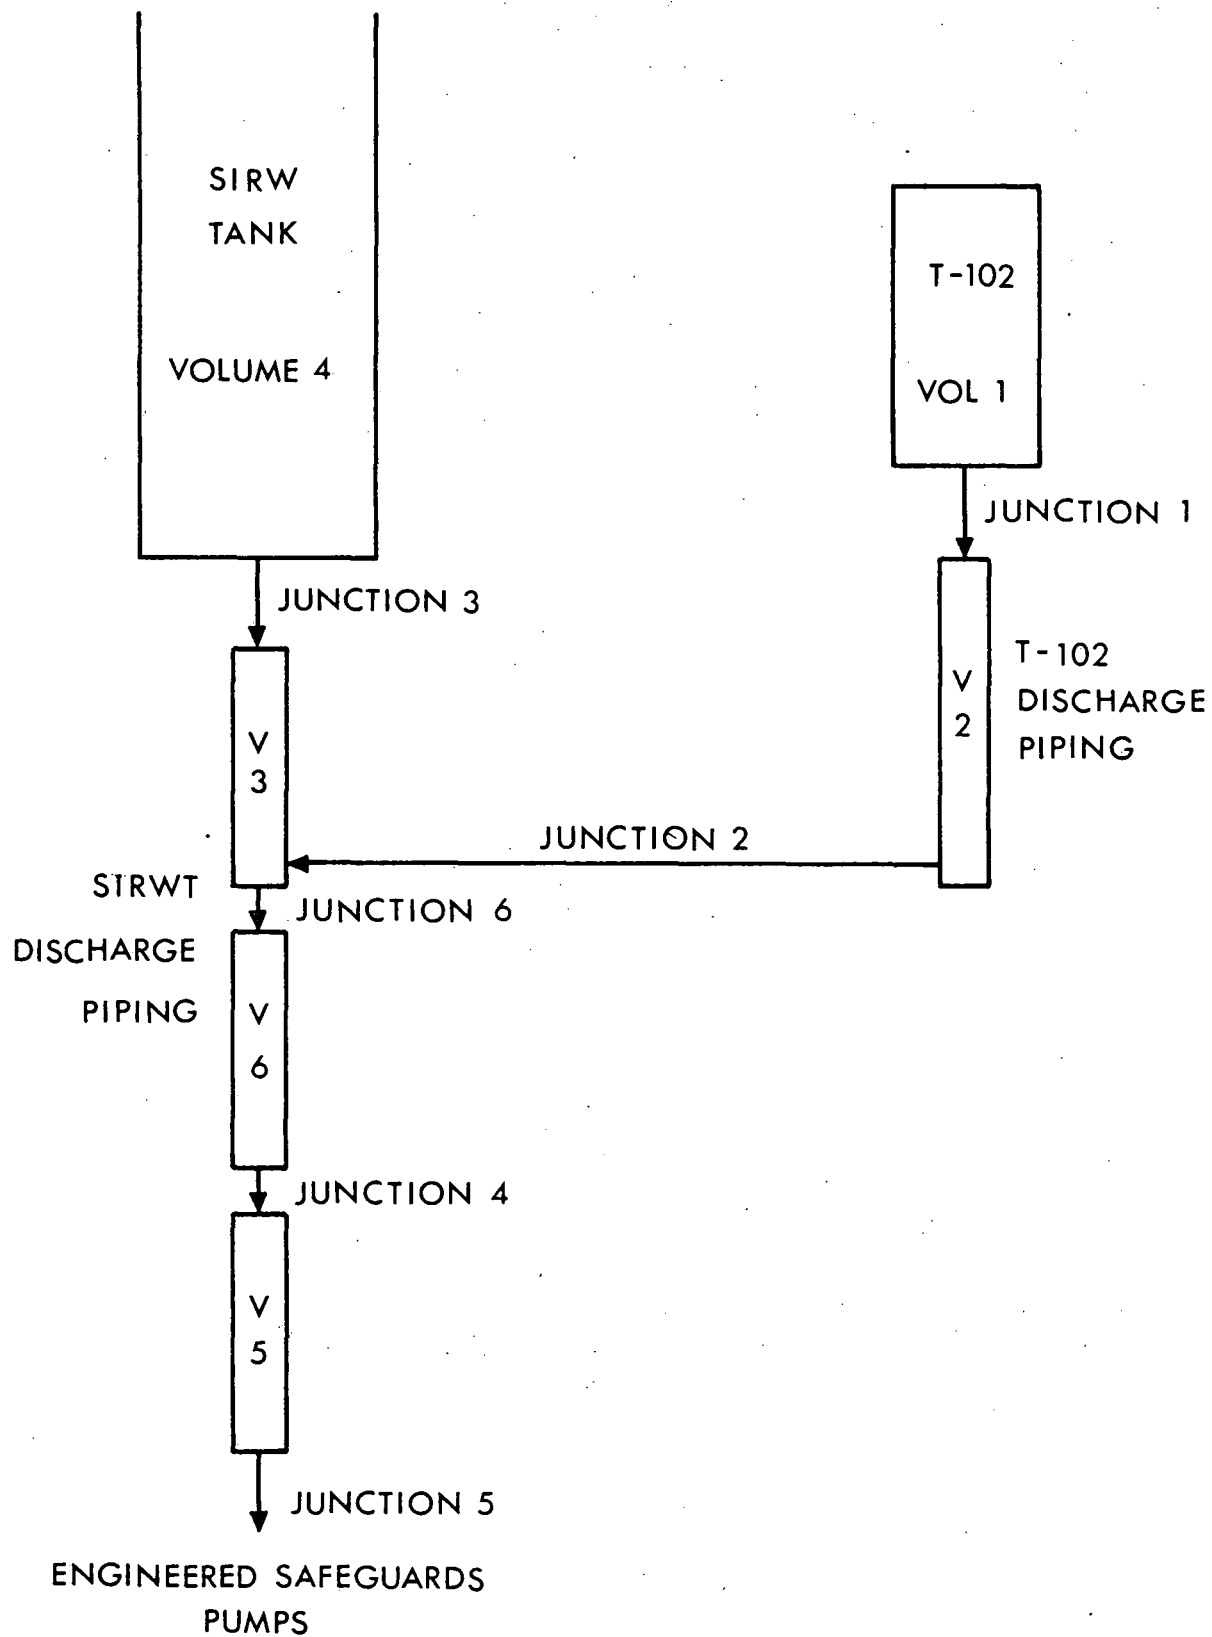 SIRW
TANK
VOLUME 4
T-102
VOL 1
JUNCTION 1
JUNCTION 3
T-102
DISCHARGE
PIPING
V
2
V
3
JUNCTION 2
STRWT
DISCHARGE
PIPING
JUNCTION 6
V
6
JUNCTION 4
V
5
JUNCTION 5
ENGINEERED SAFEGUARDS
PUMPS